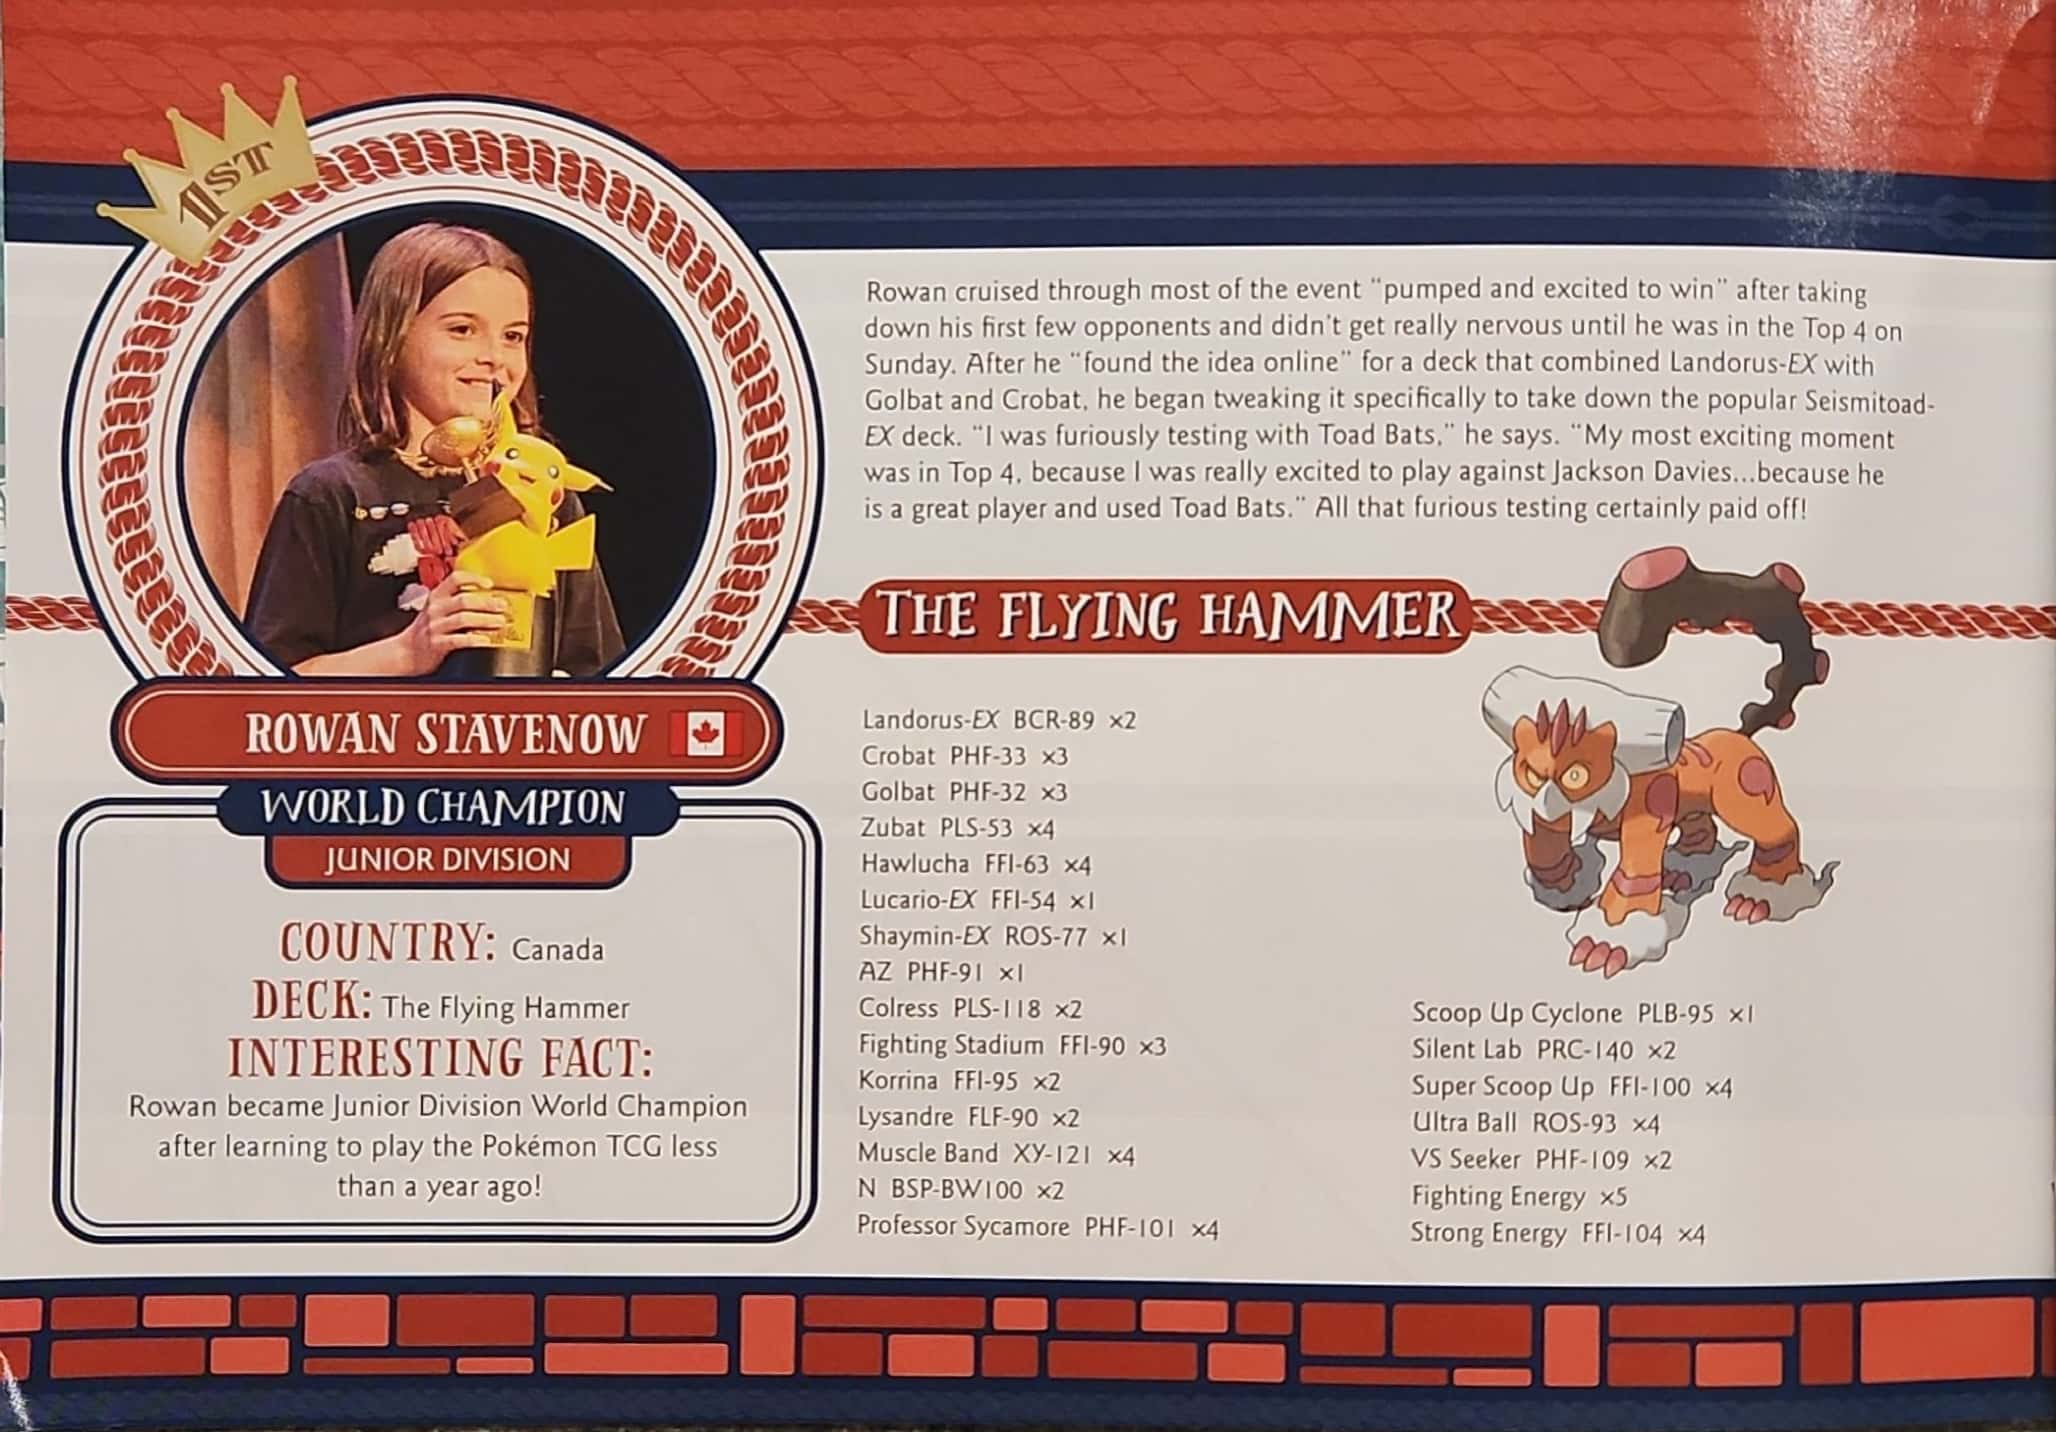 1ST
Rowan cruised through most of the event “pumped and excited to win” after taking
down his first few opponents and didn't get really nervous until he was in the Top 4 on
Sunday. After he “found the idea online” for a deck that combined Landorus-EX with
Golbat and Crobat, he began tweaking it specifically to take down the popular Seismitoad-
EX deck. “I was furiously testing with Toad Bats,” he says. “My most exciting moment
was in Top 4, because I was really excited to play against Jackson Davies...because he
is a great player and used Toad Bats.” All that furious testing certainly paid off!
ROWAN STAVENOW
WORLD CHAMPION
JUNIOR DIVISION
COUNTRY: Canada
DECK: The Flying Hammer
INTERESTING FACT:
Rowan became Junior Division World Champion
after learning to play the Pokémon TCG less
than a year ago!
THE FLYING HAMMER
Landorus-EX BCR-89 ×2
Crobat PHF-33 ×3
Golbat PHF-32 ×3
Zubat PLS-53 ×4
Hawlucha FFI-63 ×4
Lucario-EX FFI-54 ×1
Shaymin-EX ROS-77 ×1
AZ PHF-91 ×1
Colress PLS-118 ×2
Fighting Stadium FFI-90 ×3
Korrina FFI-95 ×2
Lysandre FLF-90 ×2
Muscle Band XY-121 ×4
N BSP-BW100 ×2
Professor Sycamore PHF-101 ×4
Scoop Up Cyclone PLB-95 ×1
Silent Lab PRC-140 ×2
Super Scoop Up FFI-100 ×4
Ultra Ball ROS-93 ×4
VS Seeker PHF-109 ×2
Fighting Energy ×5
Strong Energy FFI-104 ×4